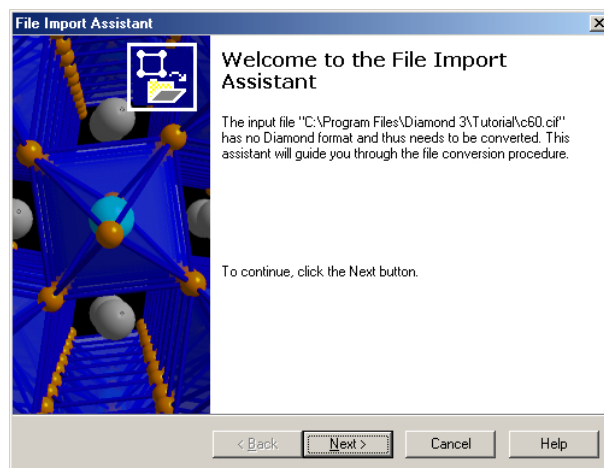 File Import Assistant
Welcome to the File Import
Assistant
The input file "C:\Program Files\Diamond 3\Tutorial\c60.cif"
has no Diamond format and thus needs to be converted. This
assistant will guide you through the file conversion procedure.
To continue, click the Next button.
< Back Next > Cancel Help